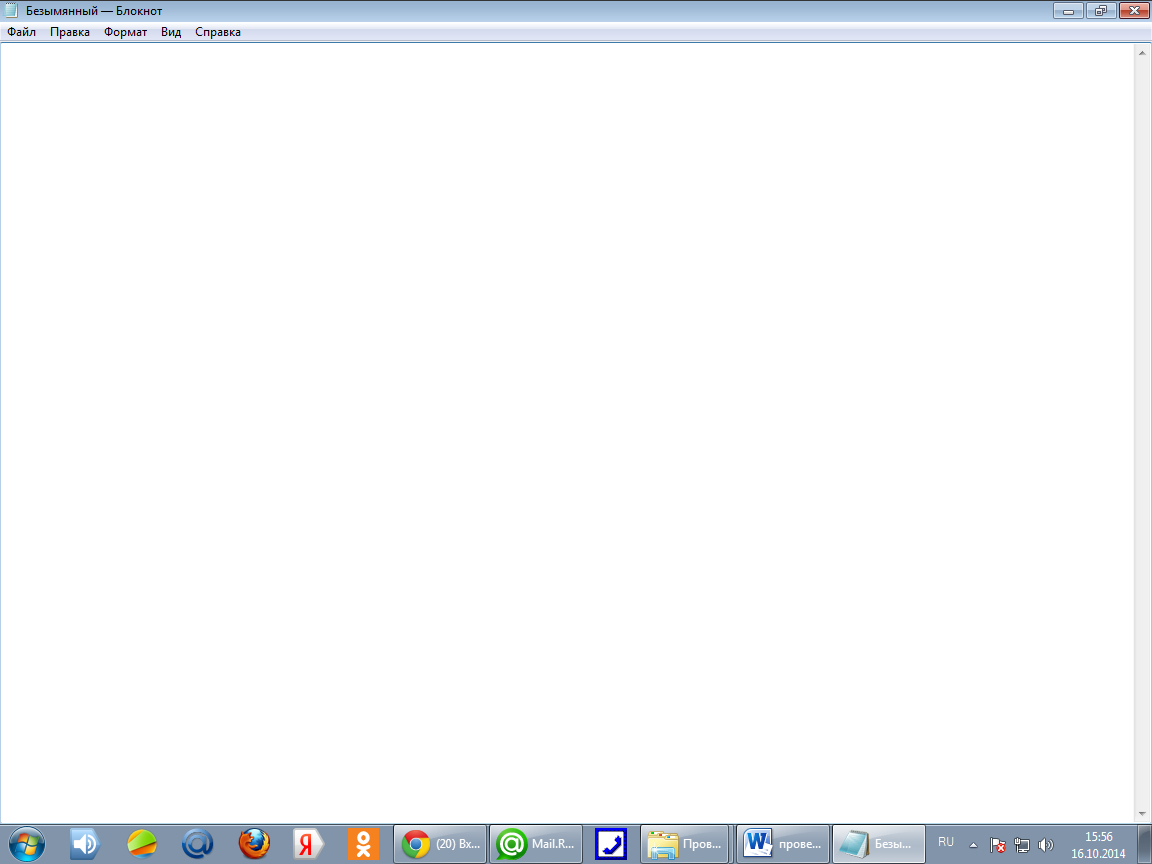 Безымянный — Блокнот
Файл Правка Формат Вид Справка
(20) Вх... Mail.R... Пров... прове... Безы... RU 15:56
16.10.2014